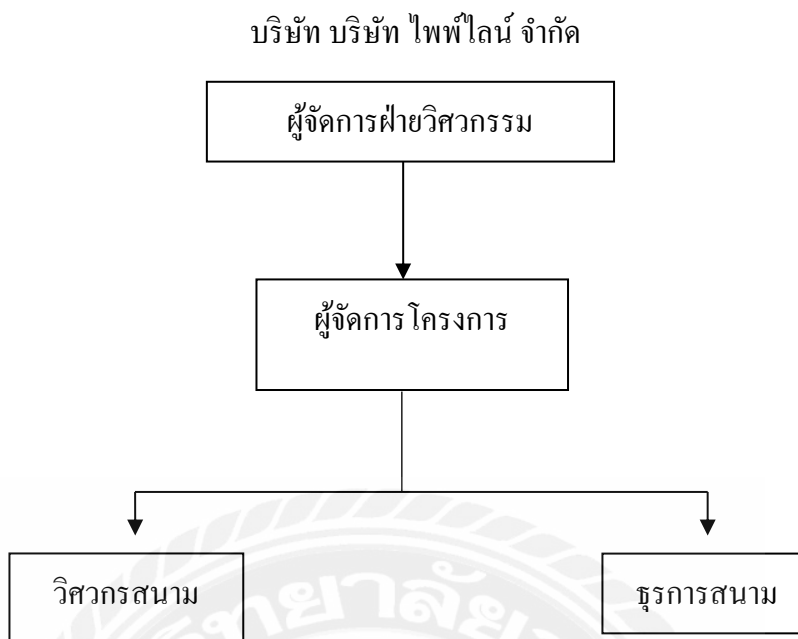 บริษัท บริษัท ไพพ์ไลน์ จำกัด
ผู้จัดการฝ่ายวิศวกรรม
ผู้จัดการโครงการ
วิศวกรสนาม
ธุรการสนาม